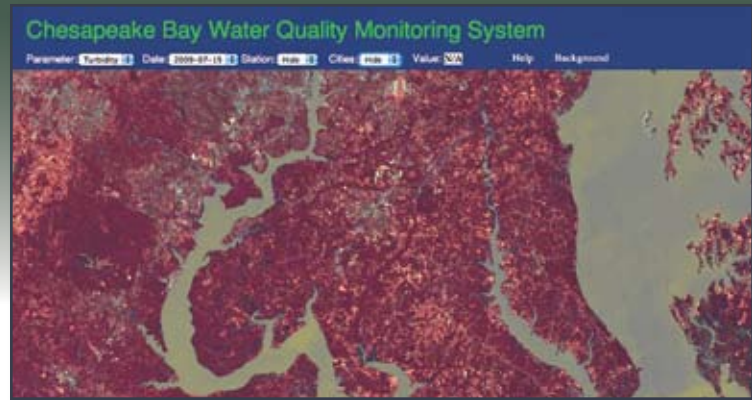 Chesapeake Bay Water Quality Monitoring System
Parameter: Turbidity Date: 2009-07-15 Station: Hide Cities: Hide Value: N/A Help Background